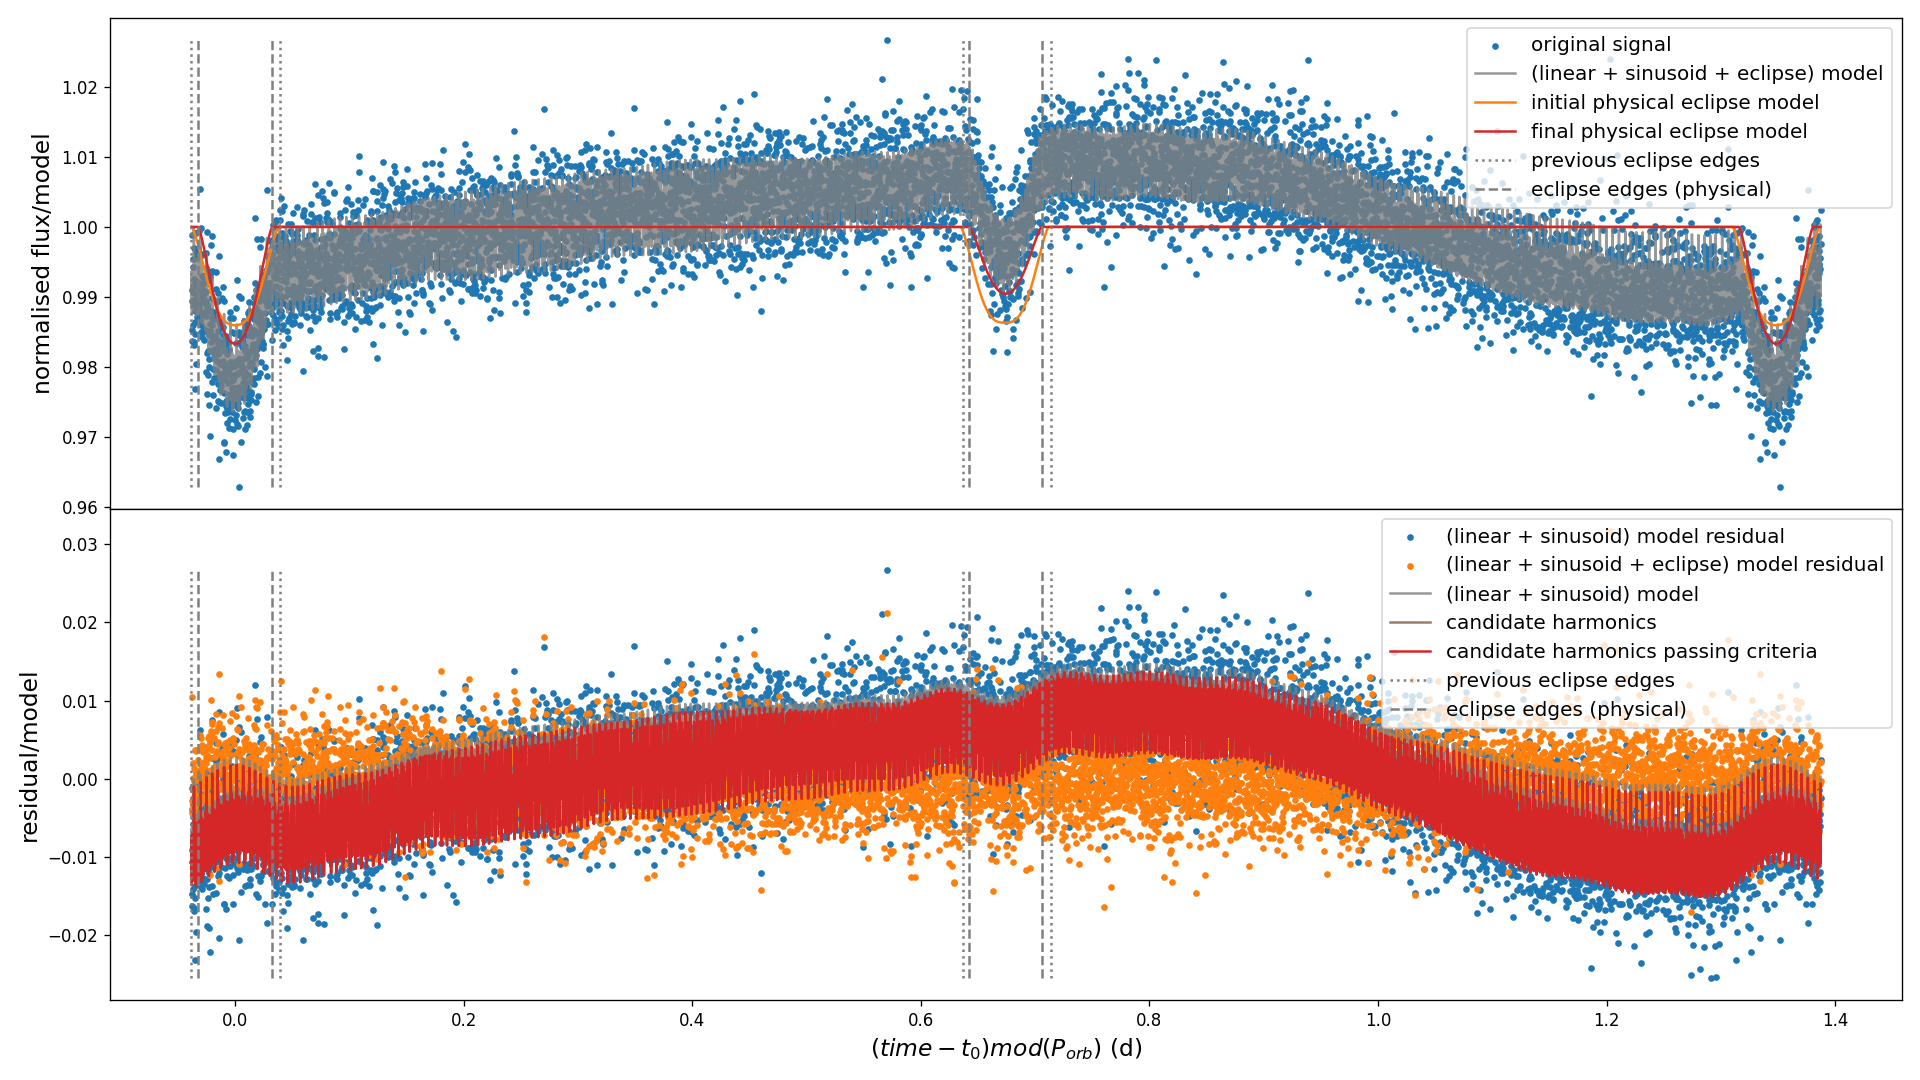 normalised flux/model
1.02
1.01
1.00
0.99
0.98
0.97
0.96
original signal
(linear + sinusoid + eclipse) model
initial physical eclipse model
final physical eclipse model
previous eclipse edges
eclipse edges (physical)
residual/model
0.03
0.02
0.01
0.00
−0.01
−0.02
(linear + sinusoid) model residual
(linear + sinusoid + eclipse) model residual
(linear + sinusoid) model
candidate harmonics
candidate harmonics passing criteria
previous eclipse edges
eclipse edges (physical)
0.0 0.2 0.4 0.6 0.8 1.0 1.2 1.4
(time − t₀)mod(P_orb) (d)